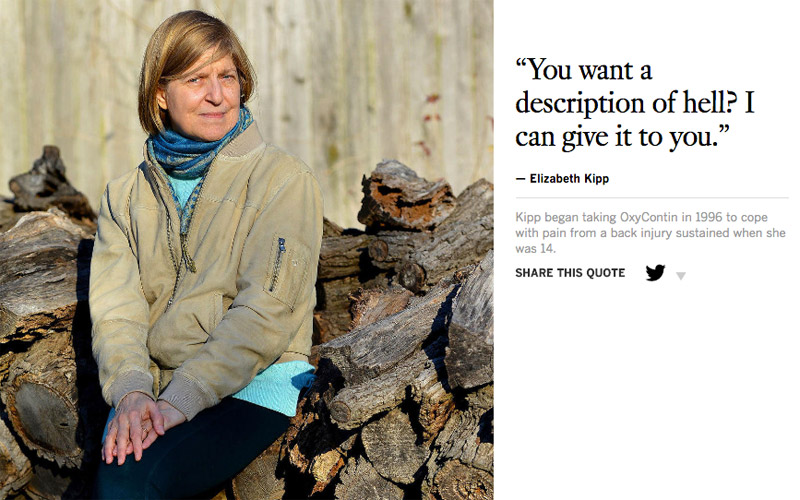 “You want a
description of hell? I
can give it to you.”
— Elizabeth Kipp
Kipp began taking OxyContin in 1996 to cope
with pain from a back injury sustained when she
was 14.
SHARE THIS QUOTE